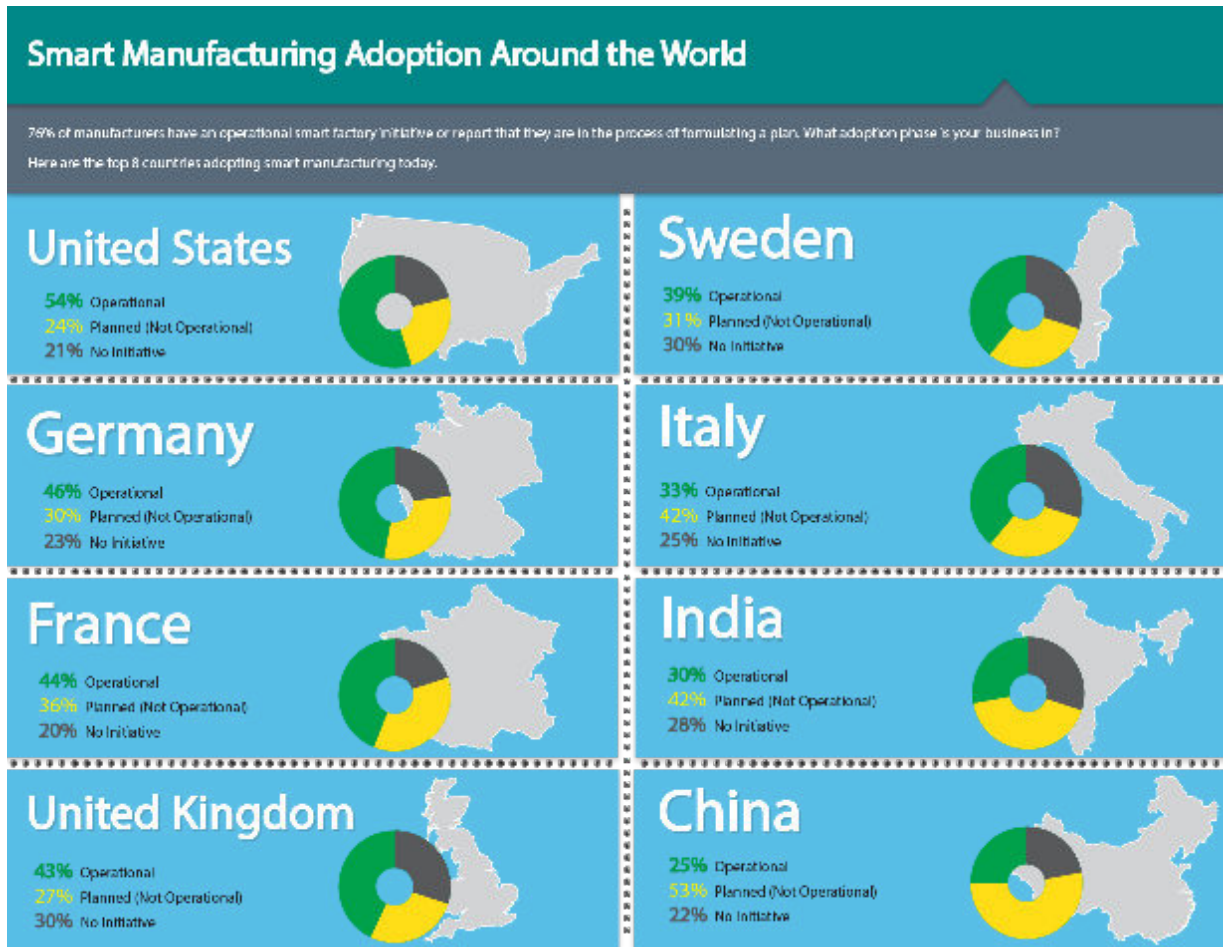 Smart Manufacturing Adoption Around the World
76% of manufacturers have an operational smart factory initiative or report that they are in the process of formulating a plan. What adoption phase is your business in?
Here are the top 8 countries adopting smart manufacturing today.
United States
54% Operational
24% Planned (Not Operational)
21% No Initiative
Sweden
39% Operational
31% Planned (Not Operational)
30% No Initiative
Germany
46% Operational
30% Planned (Not Operational)
23% No Initiative
Italy
33% Operational
42% Planned (Not Operational)
25% No Initiative
France
44% Operational
36% Planned (Not Operational)
20% No Initiative
India
30% Operational
42% Planned (Not Operational)
28% No Initiative
United Kingdom
43% Operational
27% Planned (Not Operational)
30% No Initiative
China
25% Operational
53% Planned (Not Operational)
22% No Initiative